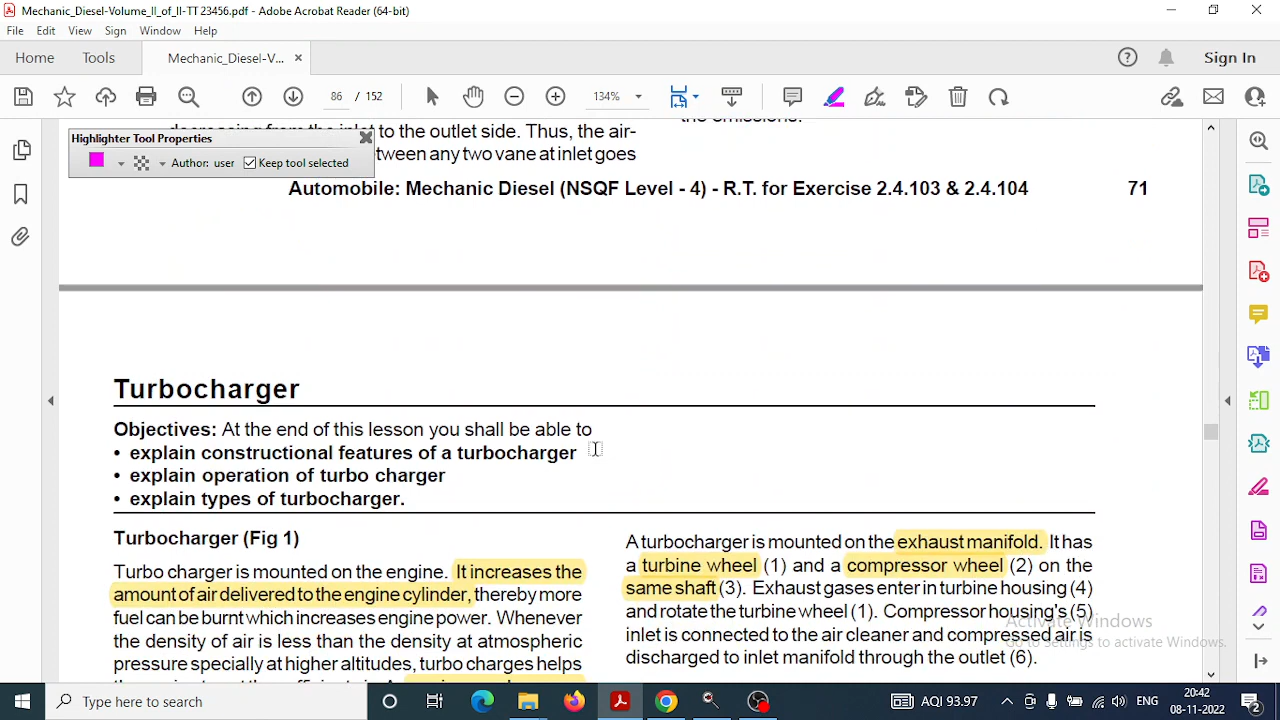 Mechanic_Diesel-Volume_II_of_II-TT23456.pdf - Adobe Acrobat Reader (64-bit)
File Edit View Sign Window Help
Home Tools Mechanic_Diesel-V... × Sign In
86 / 152 134%
decreasing from the inlet to the outlet side. Thus, the air-
the emissions.
Highlighter Tool Properties
Author: user Keep tool selected
tween any two vane at inlet goes
Automobile: Mechanic Diesel (NSQF Level - 4) - R.T. for Exercise 2.4.103 & 2.4.104 71
Turbocharger
Objectives: At the end of this lesson you shall be able to
• explain constructional features of a turbocharger
• explain operation of turbo charger
• explain types of turbocharger.
Turbocharger (Fig 1)
Turbo charger is mounted on the engine. It increases the
amount of air delivered to the engine cylinder, thereby more
fuel can be burnt which increases engine power. Whenever
the density of air is less than the density at atmospheric
pressure specially at higher altitudes, turbo charges helps
A turbocharger is mounted on the exhaust manifold. It has
a turbine wheel (1) and a compressor wheel (2) on the
same shaft (3). Exhaust gases enter in turbine housing (4)
and rotate the turbine wheel (1). Compressor housing's (5)
inlet is connected to the air cleaner and compressed air is
discharged to inlet manifold through the outlet (6).
Activate Windows
Go to Settings to activate Windows.
Type here to search
AQI 93.97 ENG 20:42
08-11-2022 2